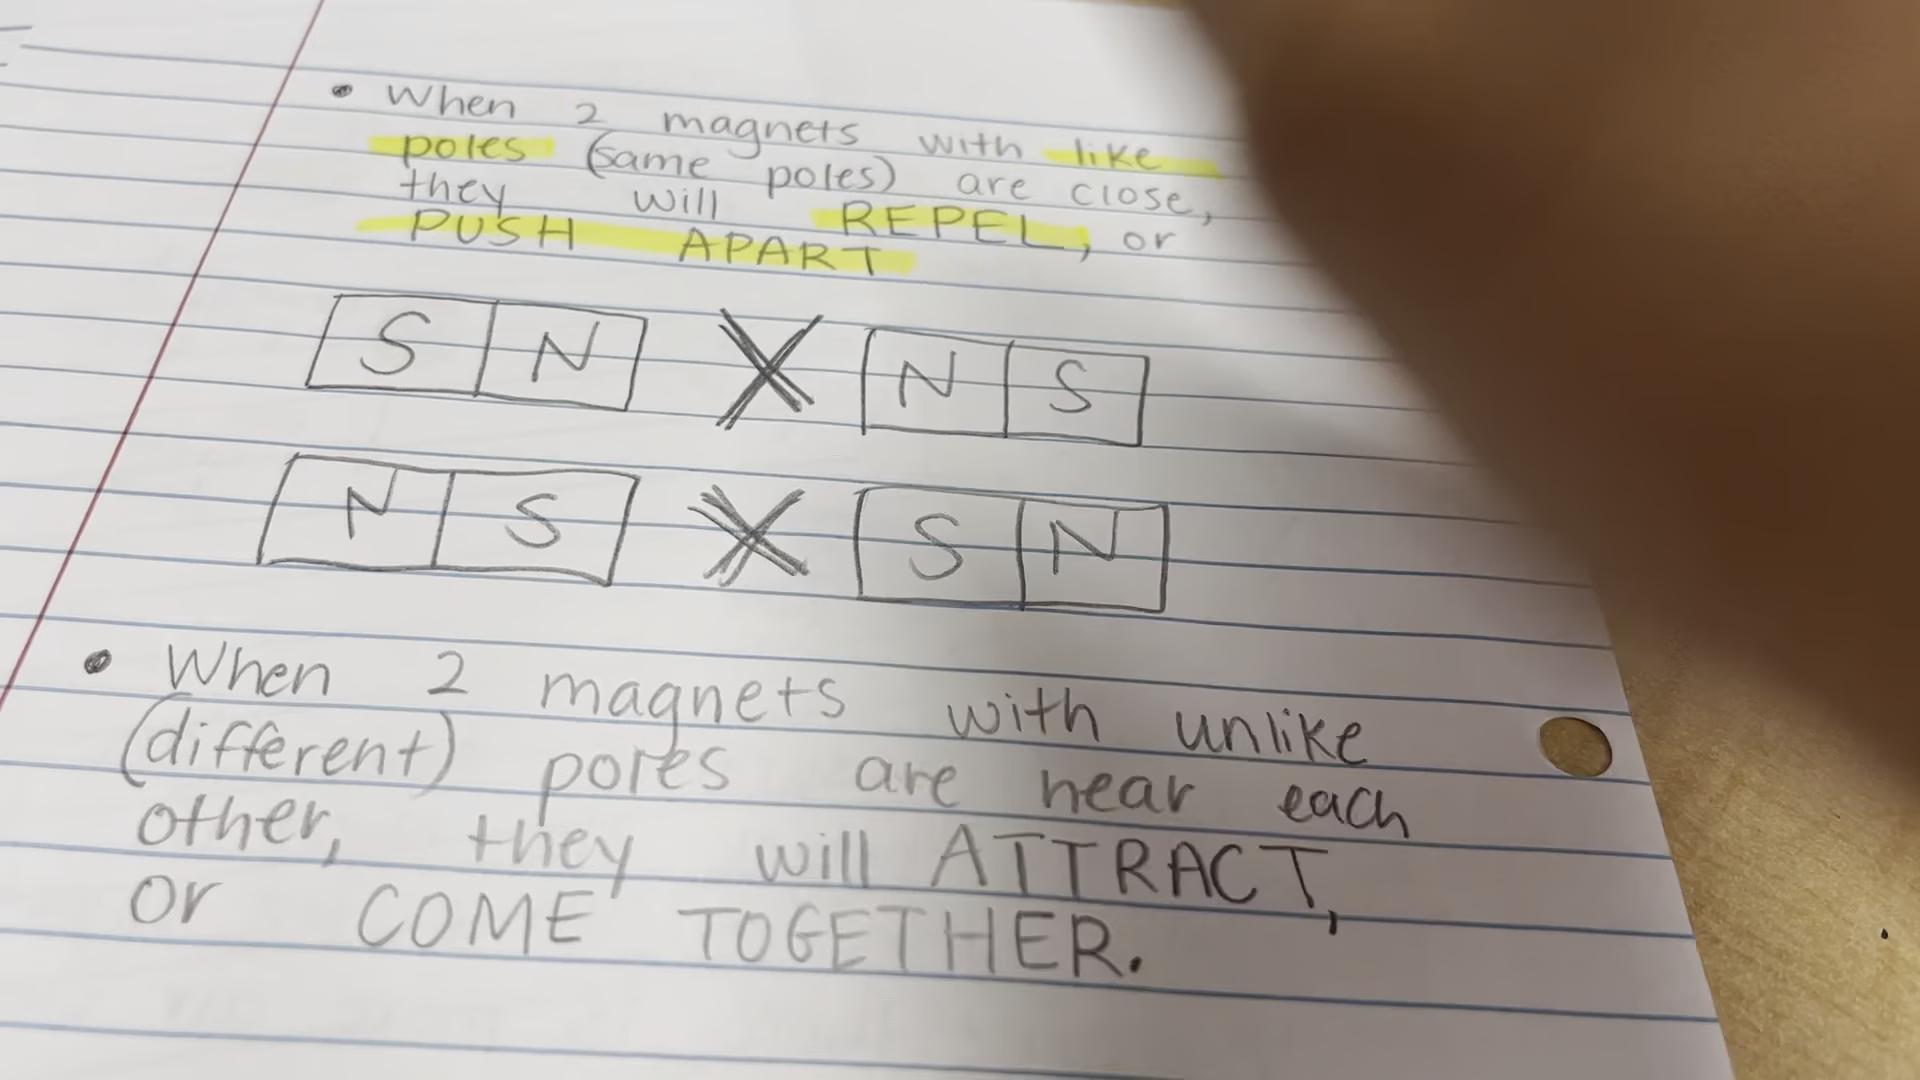 • When 2 magnets with like
poles (same poles) are close,
they will REPEL, or
PUSH APART
S N X N S
N S X S N
• When 2 magnets with unlike
(different) poles are near each
other, they will ATTRACT,
or COME TOGETHER.